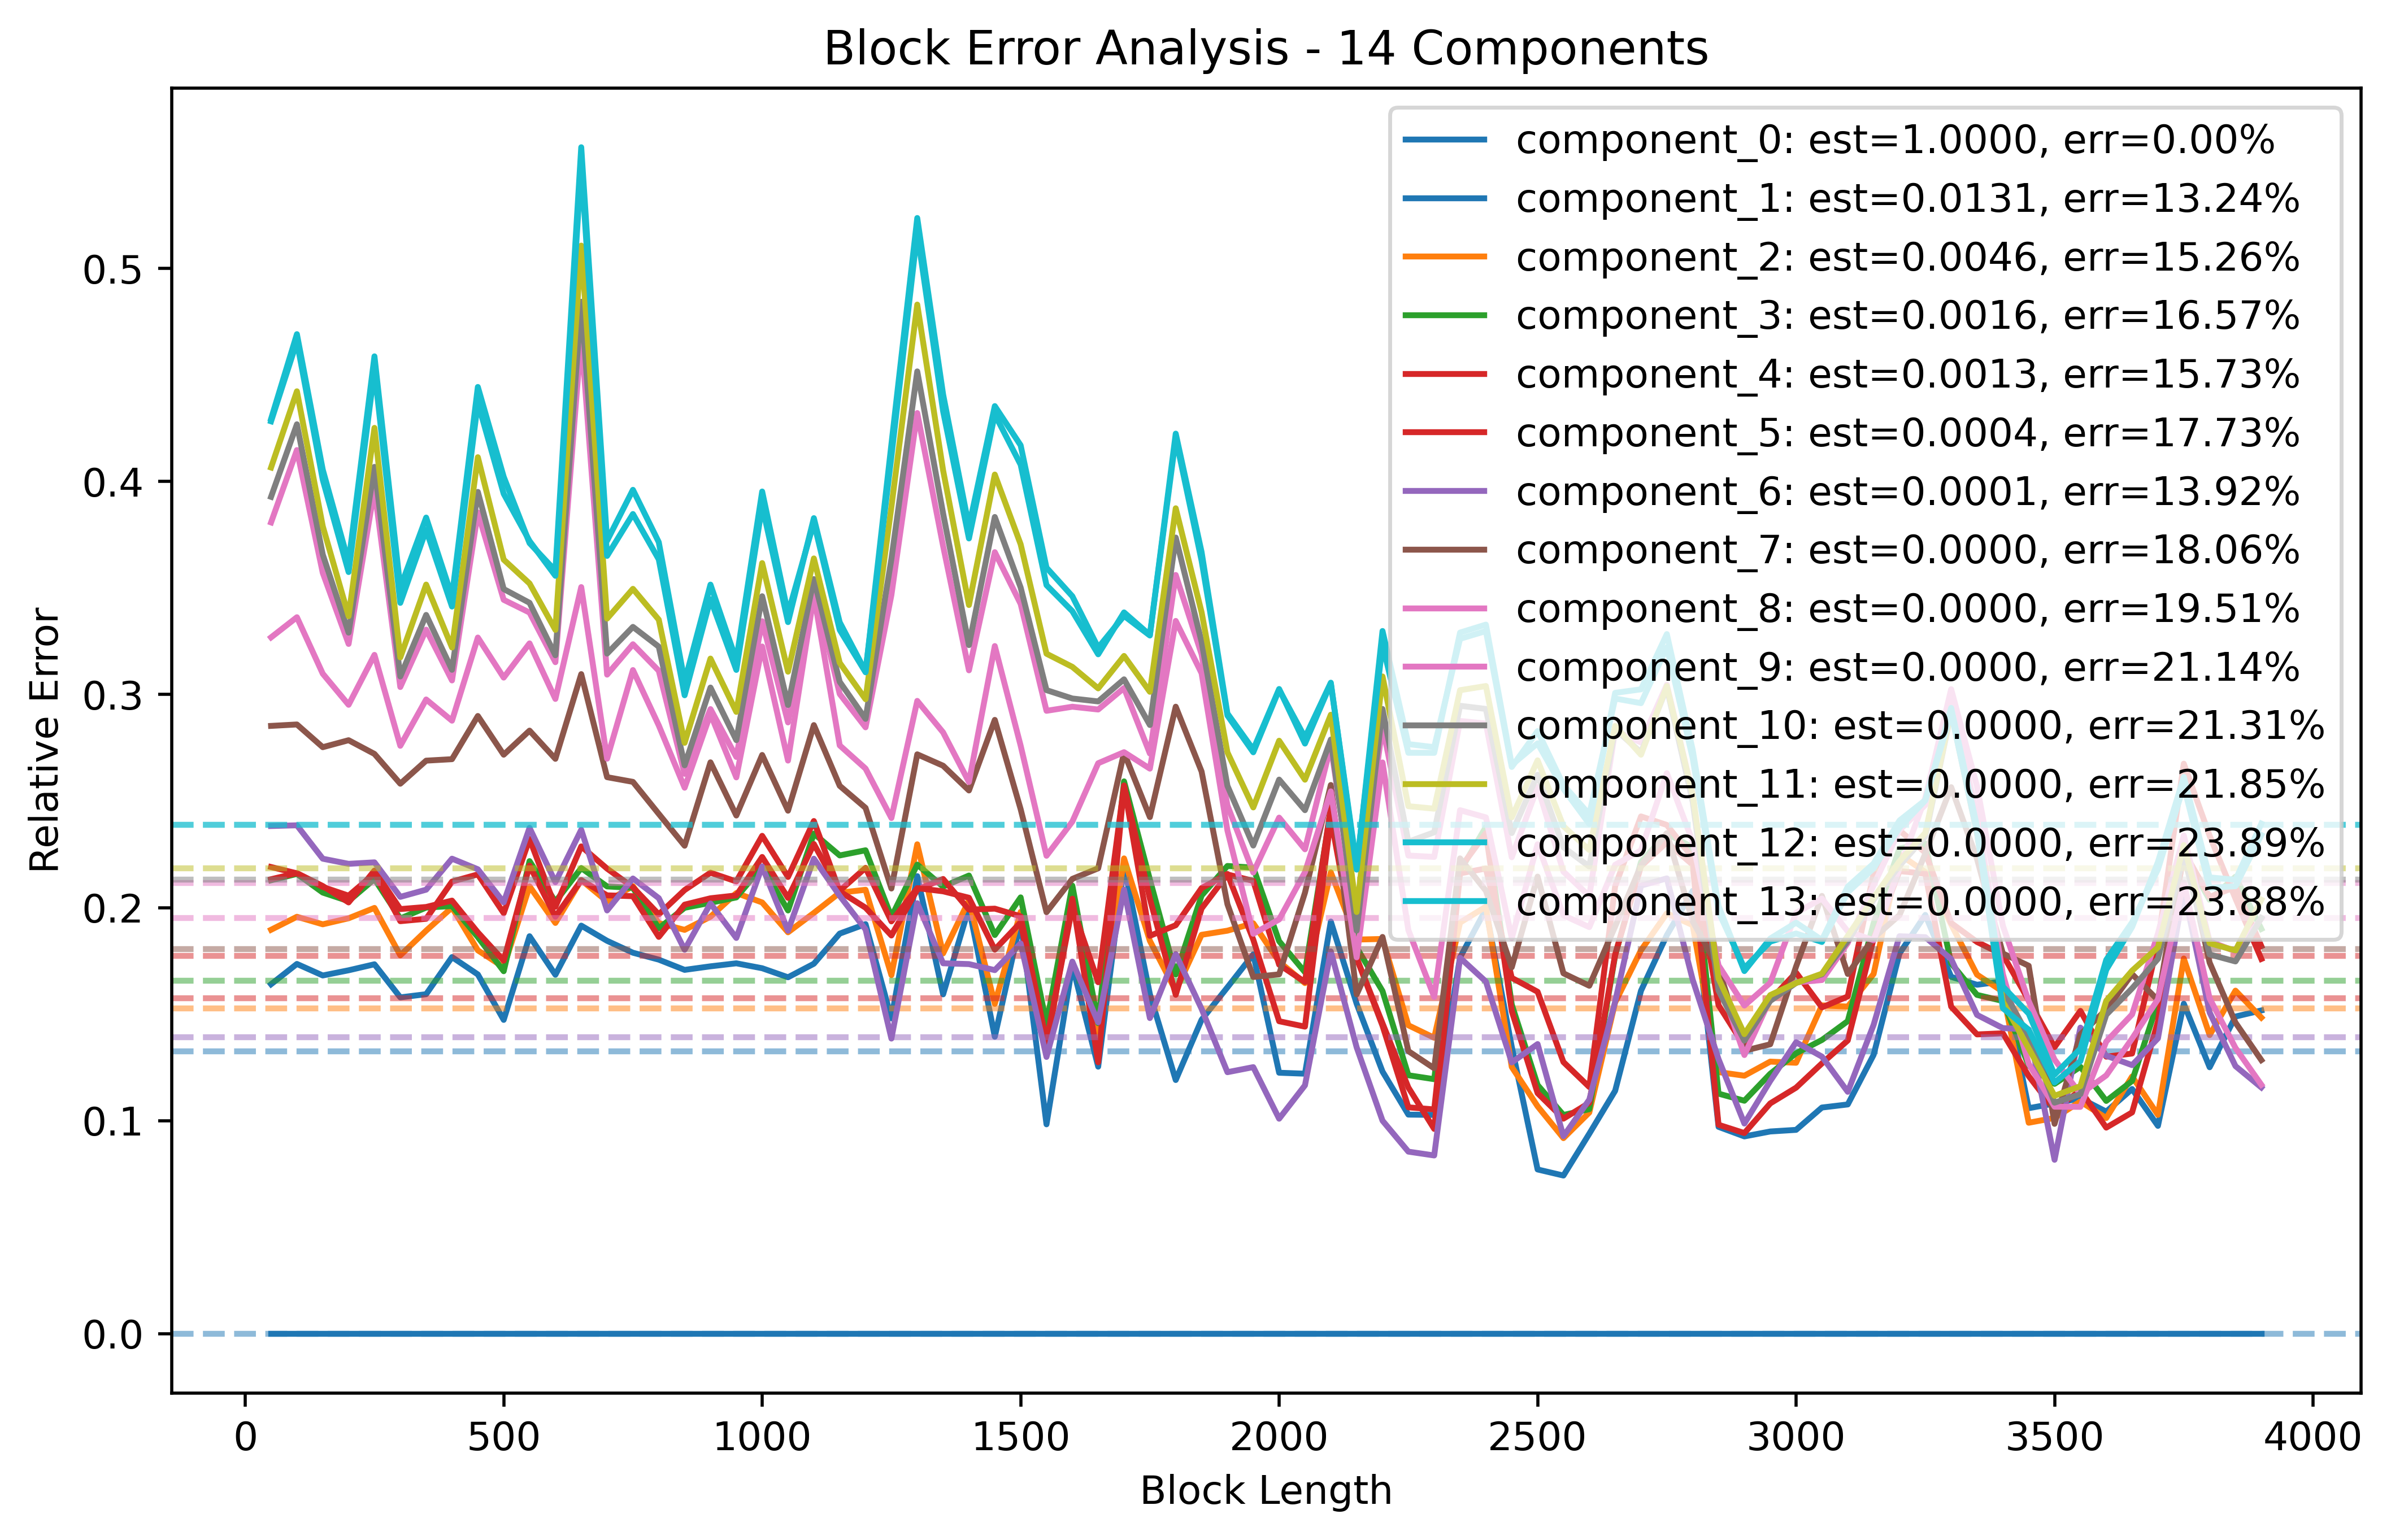 Block Error Analysis - 14 Components
component_0: est=1.0000, err=0.00%
component_1: est=0.0131, err=13.24%
component_2: est=0.0046, err=15.26%
component_3: est=0.0016, err=16.57%
component_4: est=0.0013, err=15.73%
component_5: est=0.0004, err=17.73%
component_6: est=0.0001, err=13.92%
component_7: est=0.0000, err=18.06%
component_8: est=0.0000, err=19.51%
component_9: est=0.0000, err=21.14%
component_10: est=0.0000, err=21.31%
component_11: est=0.0000, err=21.85%
component_12: est=0.0000, err=23.89%
component_13: est=0.0000, err=23.88%
Relative Error
0.5
0.4
0.3
0.2
0.1
0.0
0 500 1000 1500 2000 2500 3000 3500 4000
Block Length